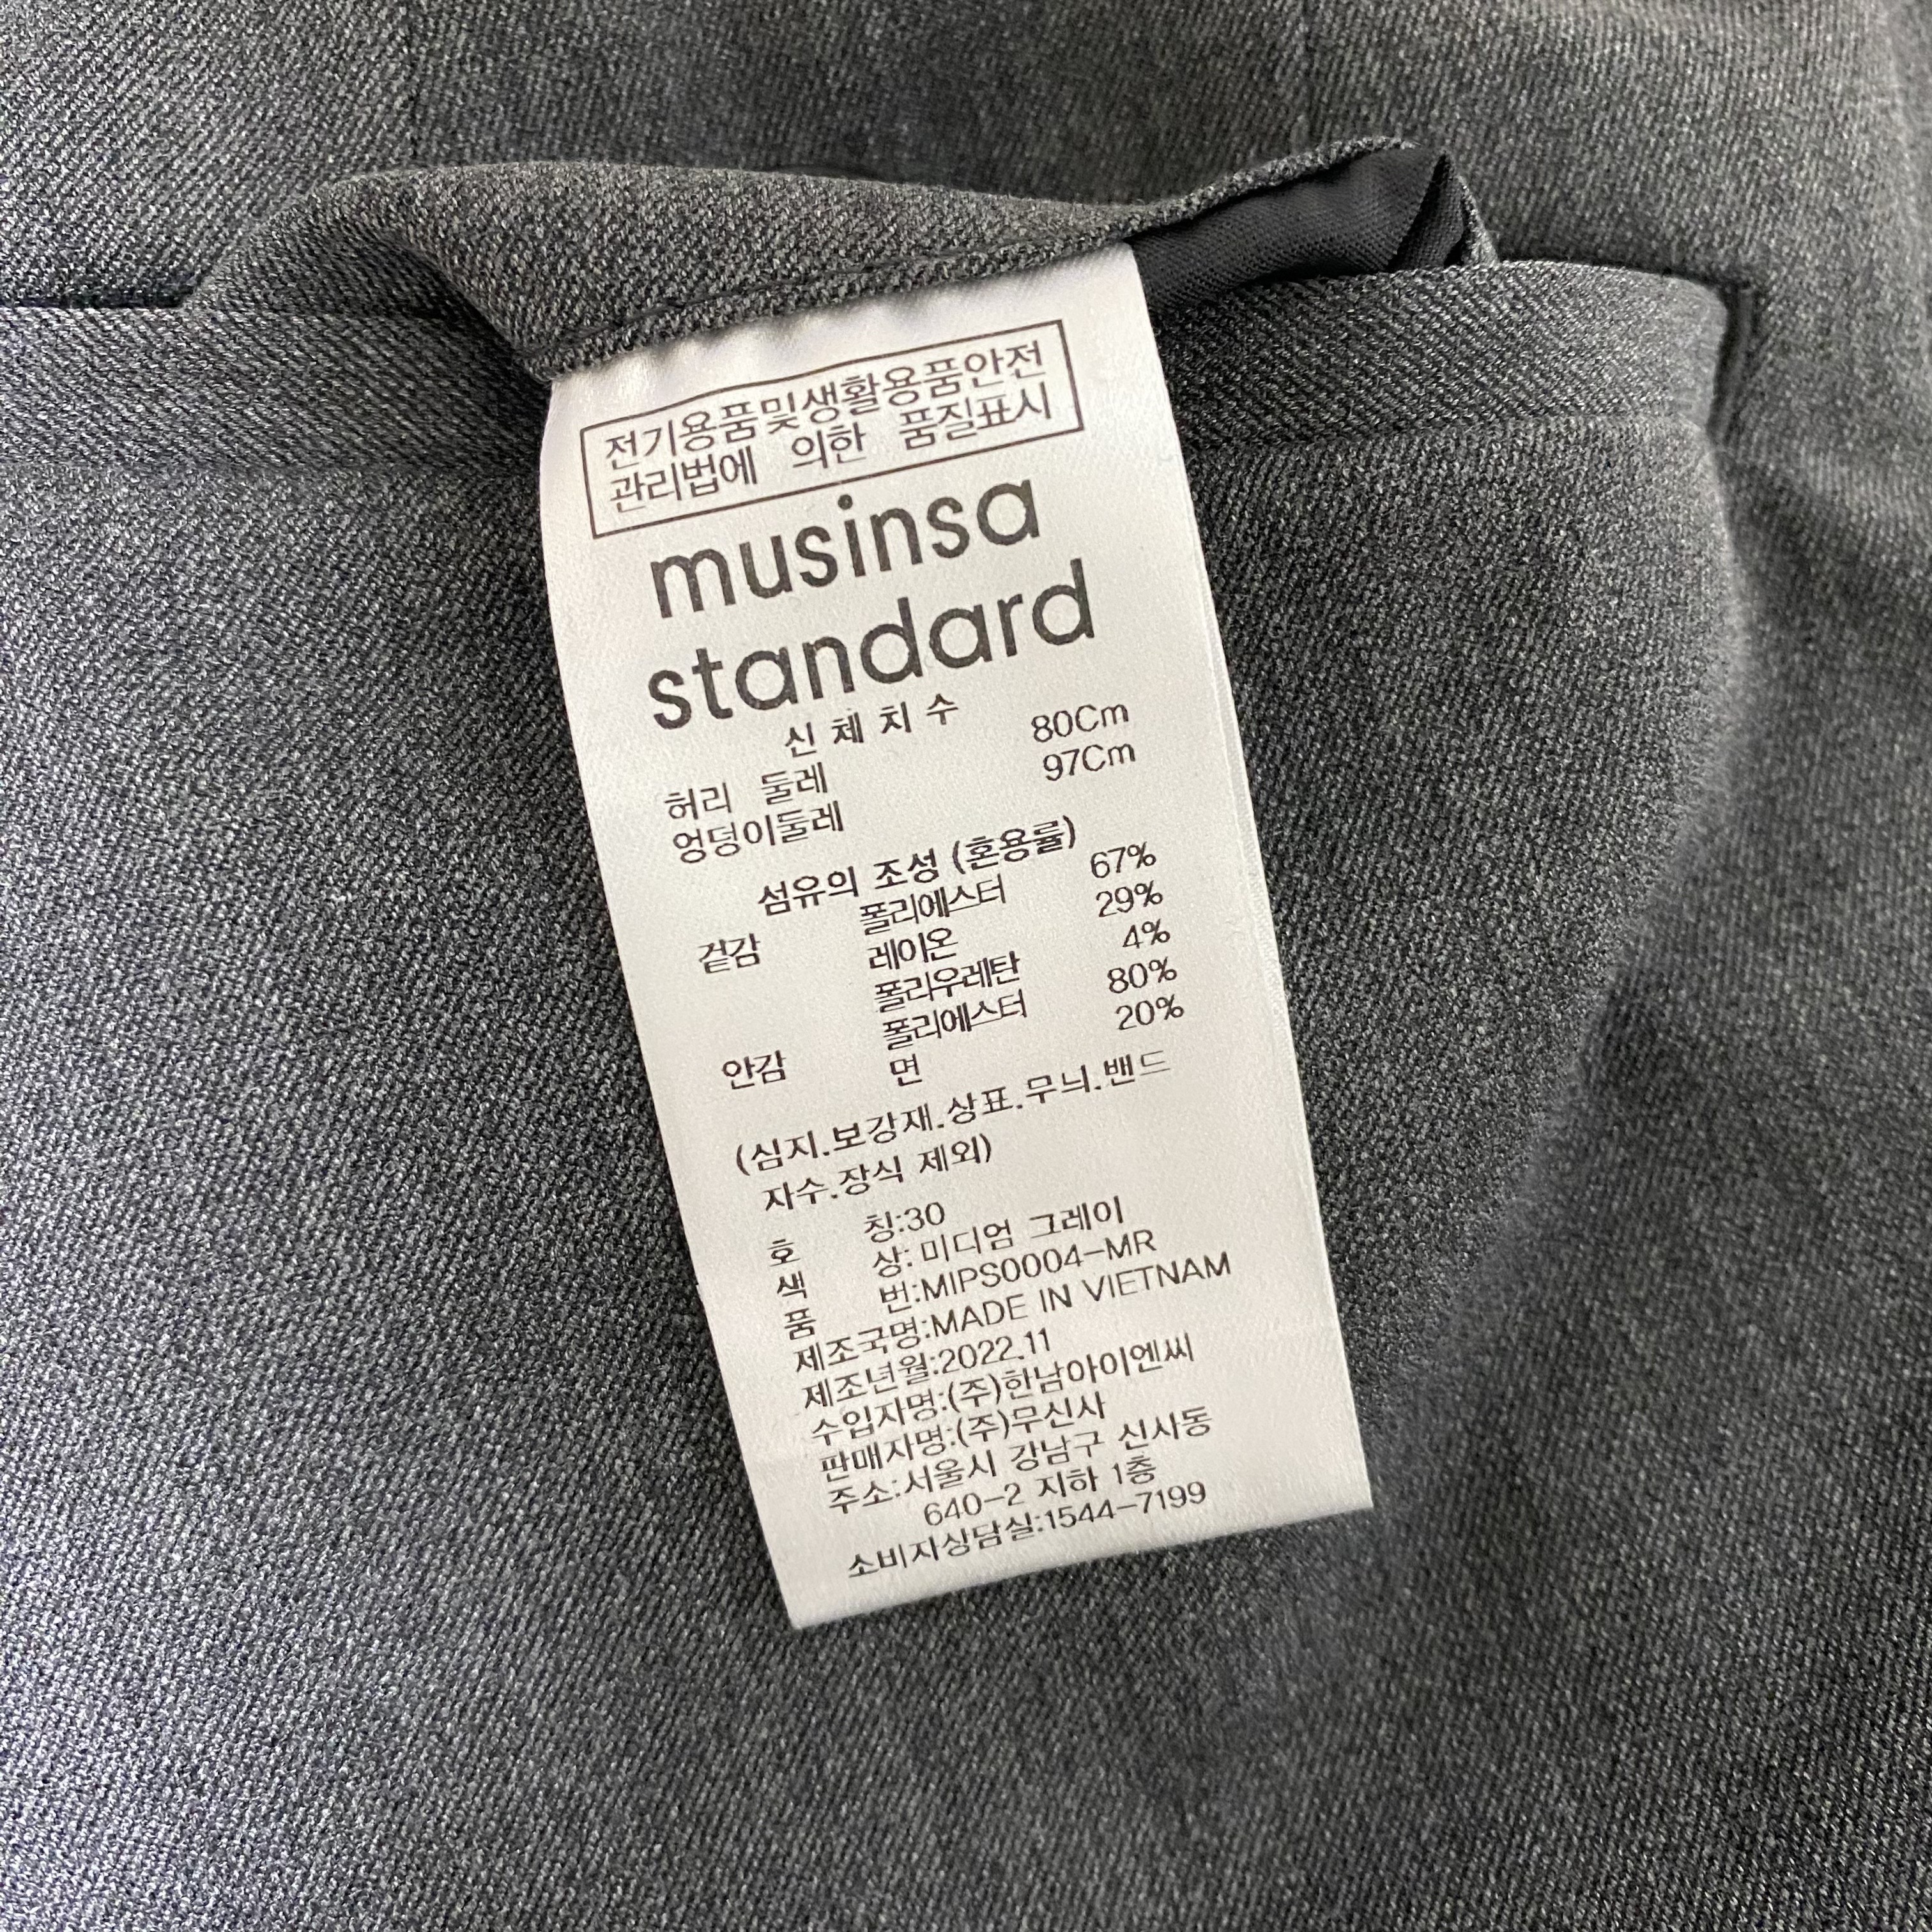 전기용품및생활용품안전
관리법에 의한 품질표시
musinsa
standard
신체치수
허리 둘레 80Cm
엉덩이둘레 97Cm
섬유의 조성 (혼용률)
겉감 폴리에스터 67%
레이온 29%
폴리우레탄 4%
안감 폴리에스터 80%
면 20%
(심지.보강재.상표.무늬.밴드
자수.장식 제외)
호 칭:30
색 상: 미디엄 그레이
품 번:MIPS0004-MR
제조국명:MADE IN VIETNAM
제조년월:2022.11
수입자명:(주)한남아이엔씨
판매자명:(주)무신사
주소:서울시 강남구 신사동
640-2 지하 1층
소비자상담실:1544-7199